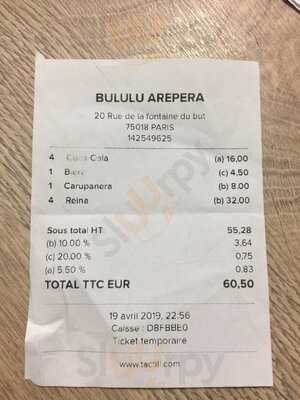 BULULU AREPERA
20 Rue de la fontaine du but
75018 PARIS
142549625
4 Coca-Cola (a) 16,00
1 (c) 4,50
1 Carupanera (b) 8,00
4 Reina (b) 32,00
Sous total HT 55,28
(b) 10.00 % 3,64
(c) 20.00 % 0,75
(a) 5.50 % 0,83
TOTAL TTC EUR 60,50
19 avril 2019, 22:56
Caisse : D8FBBE0
Ticket temporaire
www.tactill.com